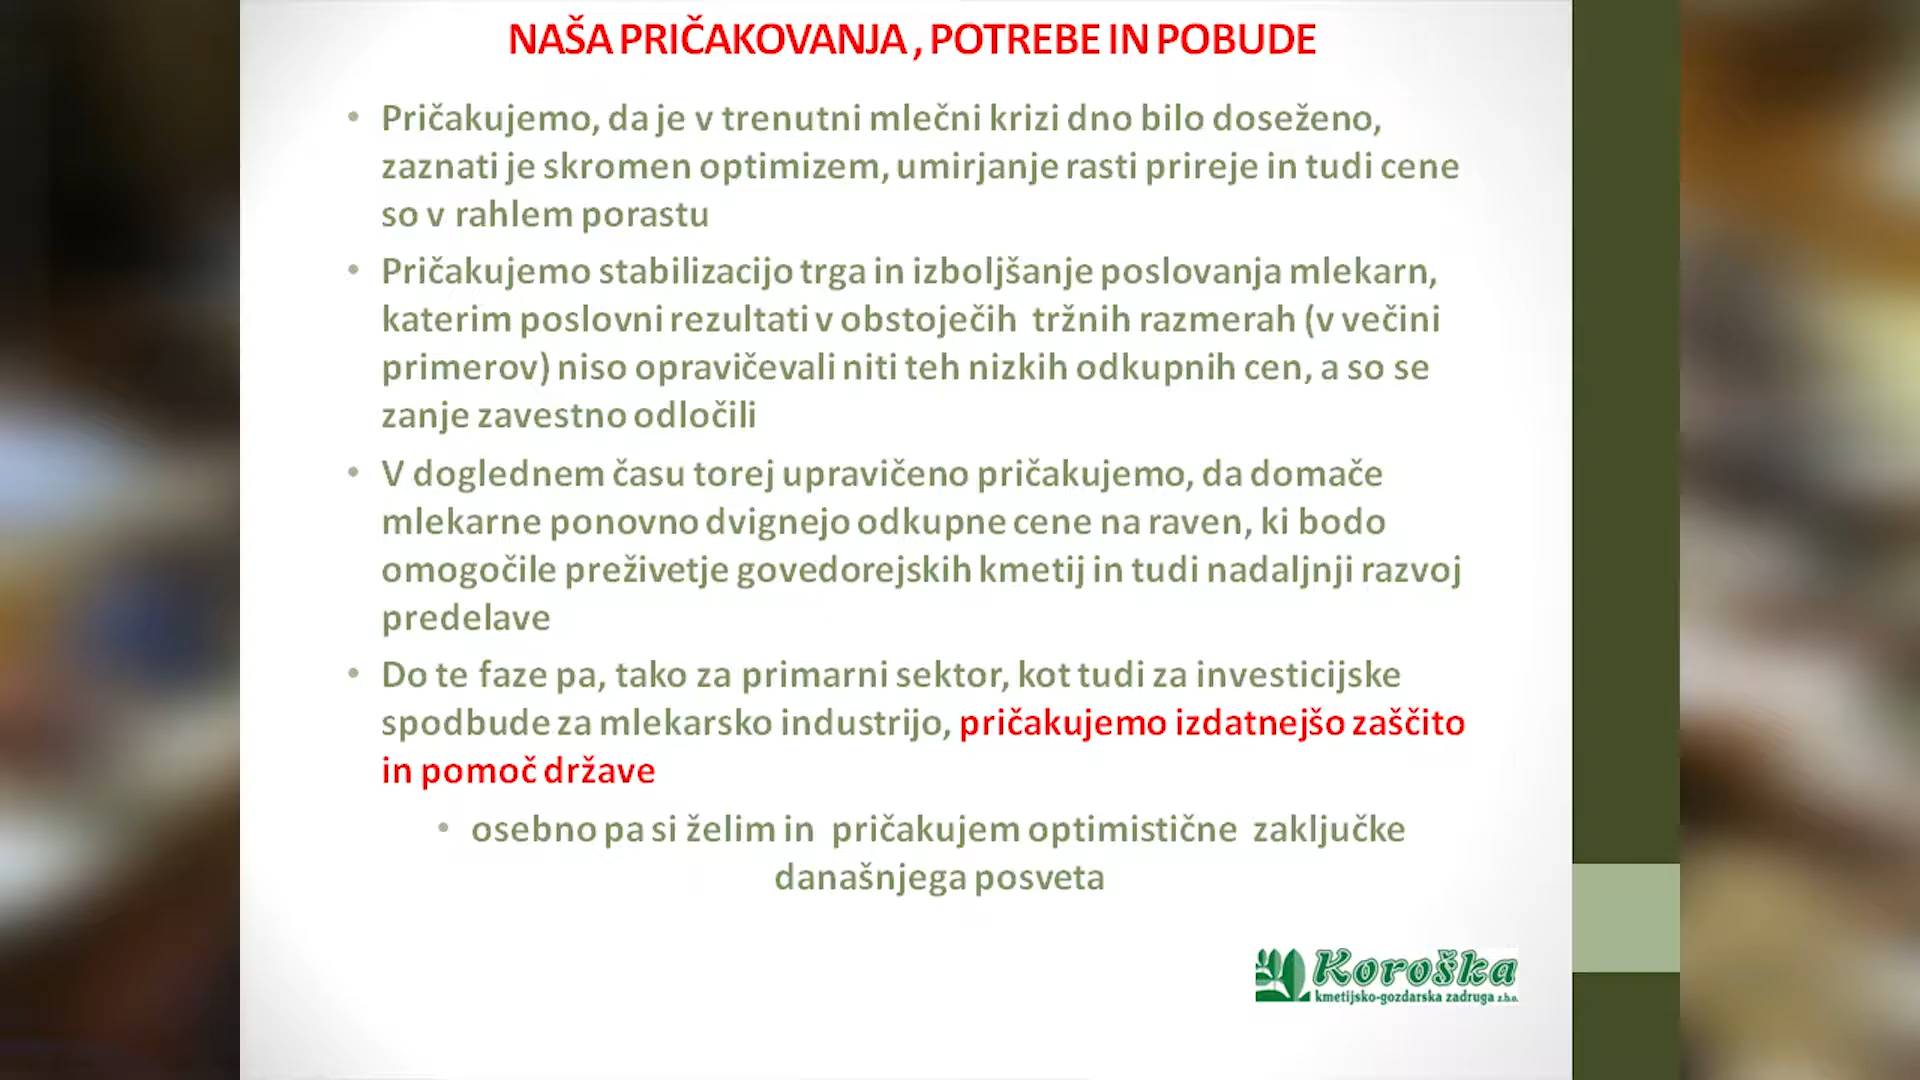 NAŠA PRIČAKOVANJA , POTREBE IN POBUDE
• Pričakujemo, da je v trenutni mlečni krizi dno bilo doseženo,
zaznati je skromen optimizem, umirjanje rasti prireje in tudi cene
so v rahlem porastu
• Pričakujemo stabilizacijo trga in izboljšanje poslovanja mlekarn,
katerim poslovni rezultati v obstoječih tržnih razmerah (v večini
primerov) niso opravičevali niti teh nizkih odkupnih cen, a so se
zanje zavestno odločili
• V doglednem času torej upravičeno pričakujemo, da domače
mlekarne ponovno dvignejo odkupne cene na raven, ki bodo
omogočile preživetje govedorejskih kmetij in tudi nadaljnji razvoj
predelave
• Do te faze pa, tako za primarni sektor, kot tudi za investicijske
spodbude za mlekarsko industrijo, pričakujemo izdatnejšo zaščito
in pomoč države
• osebno pa si želim in pričakujem optimistične zaključke
današnjega posveta
Koroška
kmetijsko-gozdarska zadruga z.b.o.